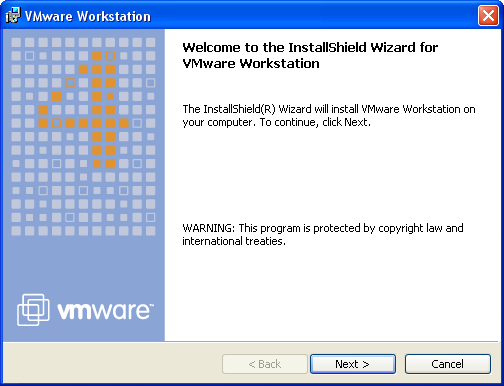 VMware Workstation
Welcome to the InstallShield Wizard for
VMware Workstation
The InstallShield(R) Wizard will install VMware Workstation on
your computer. To continue, click Next.
WARNING: This program is protected by copyright law and
international treaties.
vmware™
< Back
Next >
Cancel